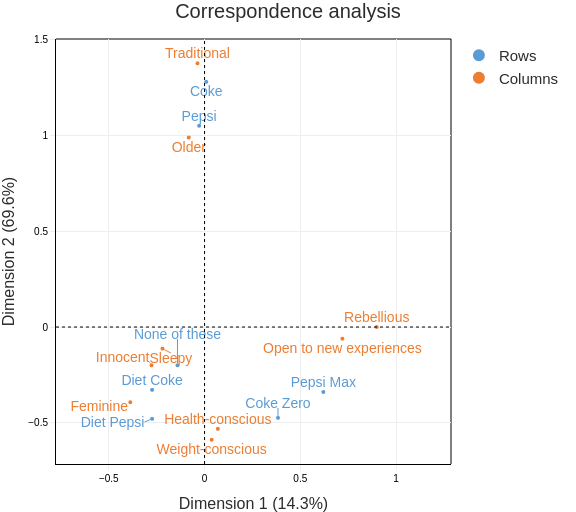 Correspondence analysis
Rows
Columns
1.5
1
0.5
0
−0.5
Dimension 2 (69.6%)
Traditional
Coke
Pepsi
Older
Rebellious
None of these
Open to new experiences
Innocent
Sleepy
Diet Coke
Pepsi Max
Feminine
Coke Zero
Diet Pepsi
Health-conscious
Weight-conscious
−0.5
0
0.5
1
Dimension 1 (14.3%)